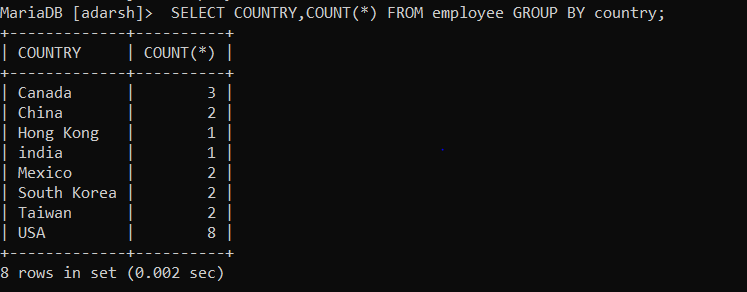 MariaDB [adarsh]>  SELECT COUNTRY,COUNT(*) FROM employee GROUP BY country;
+-------------+----------+
| COUNTRY     | COUNT(*) |
+-------------+----------+
| Canada      |        3 |
| China       |        2 |
| Hong Kong   |        1 |
| india       |        1 |
| Mexico      |        2 |
| South Korea |        2 |
| Taiwan      |        2 |
| USA         |        8 |
+-------------+----------+
8 rows in set (0.002 sec)